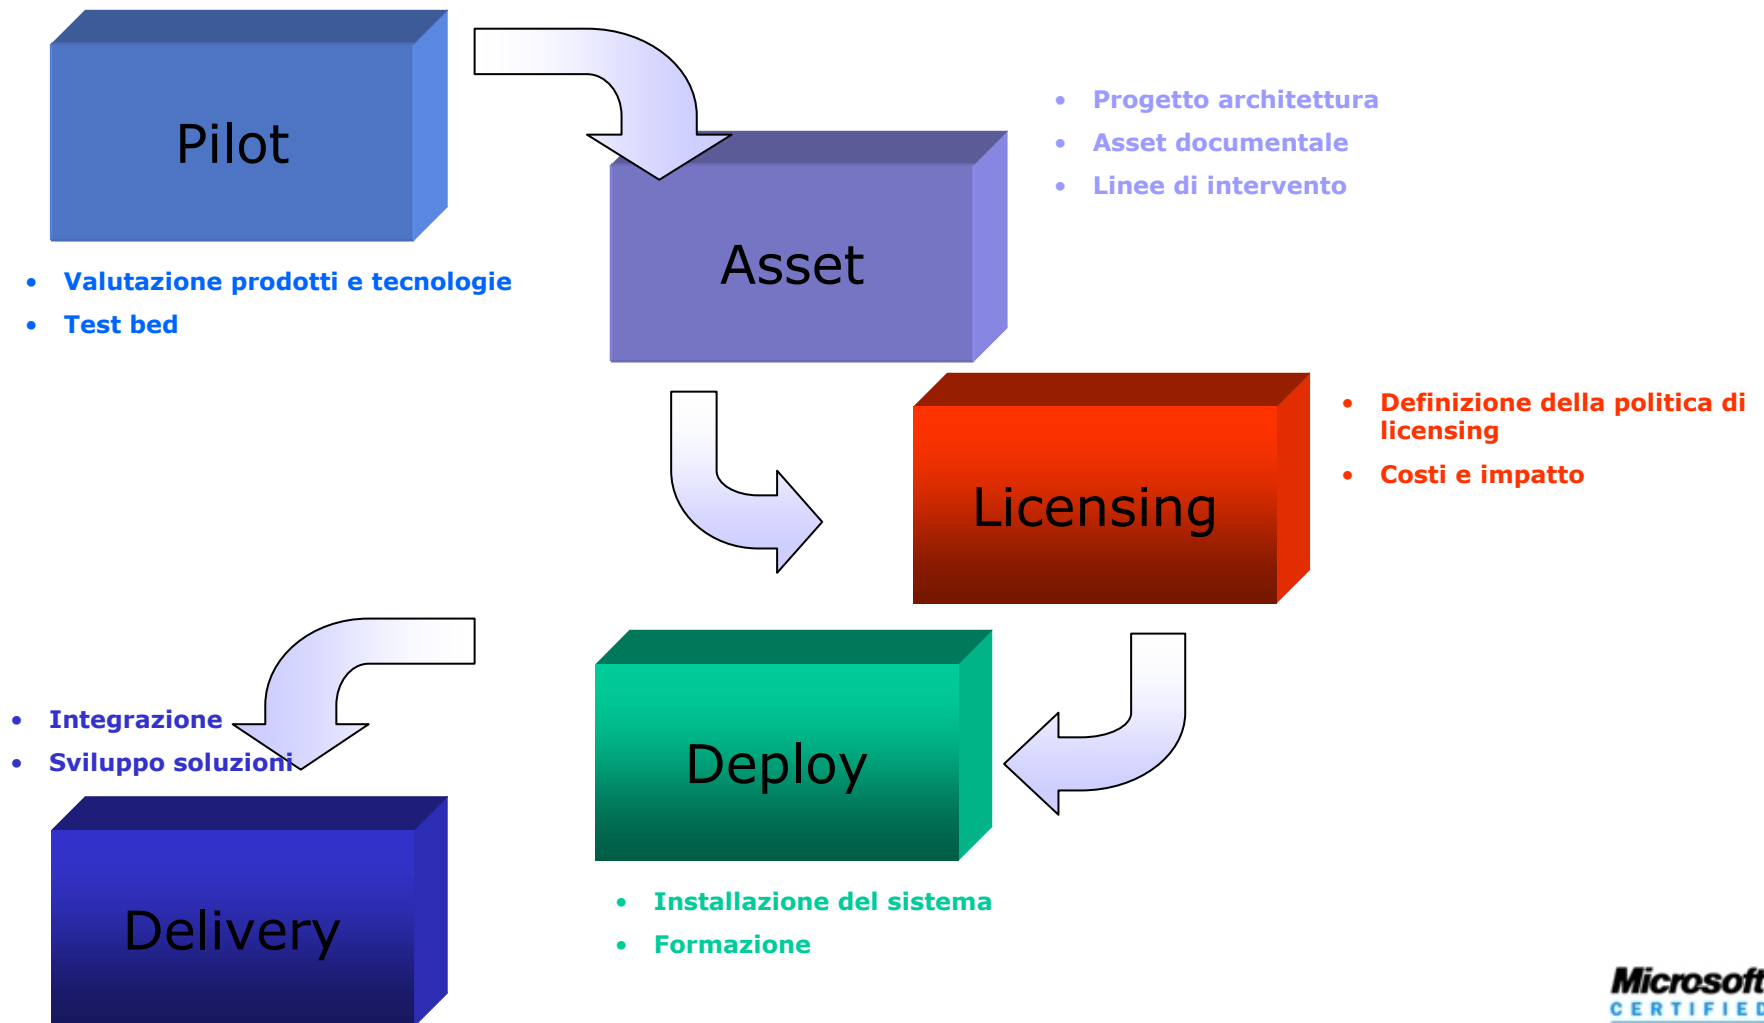 Pilot
• Valutazione prodotti e tecnologie
• Test bed
Asset
• Progetto architettura
• Asset documentale
• Linee di intervento
Licensing
• Definizione della politica di
licensing
• Costi e impatto
Deploy
• Installazione del sistema
• Formazione
• Integrazione
• Sviluppo soluzioni
Delivery
Microsoft
CERTIFIED